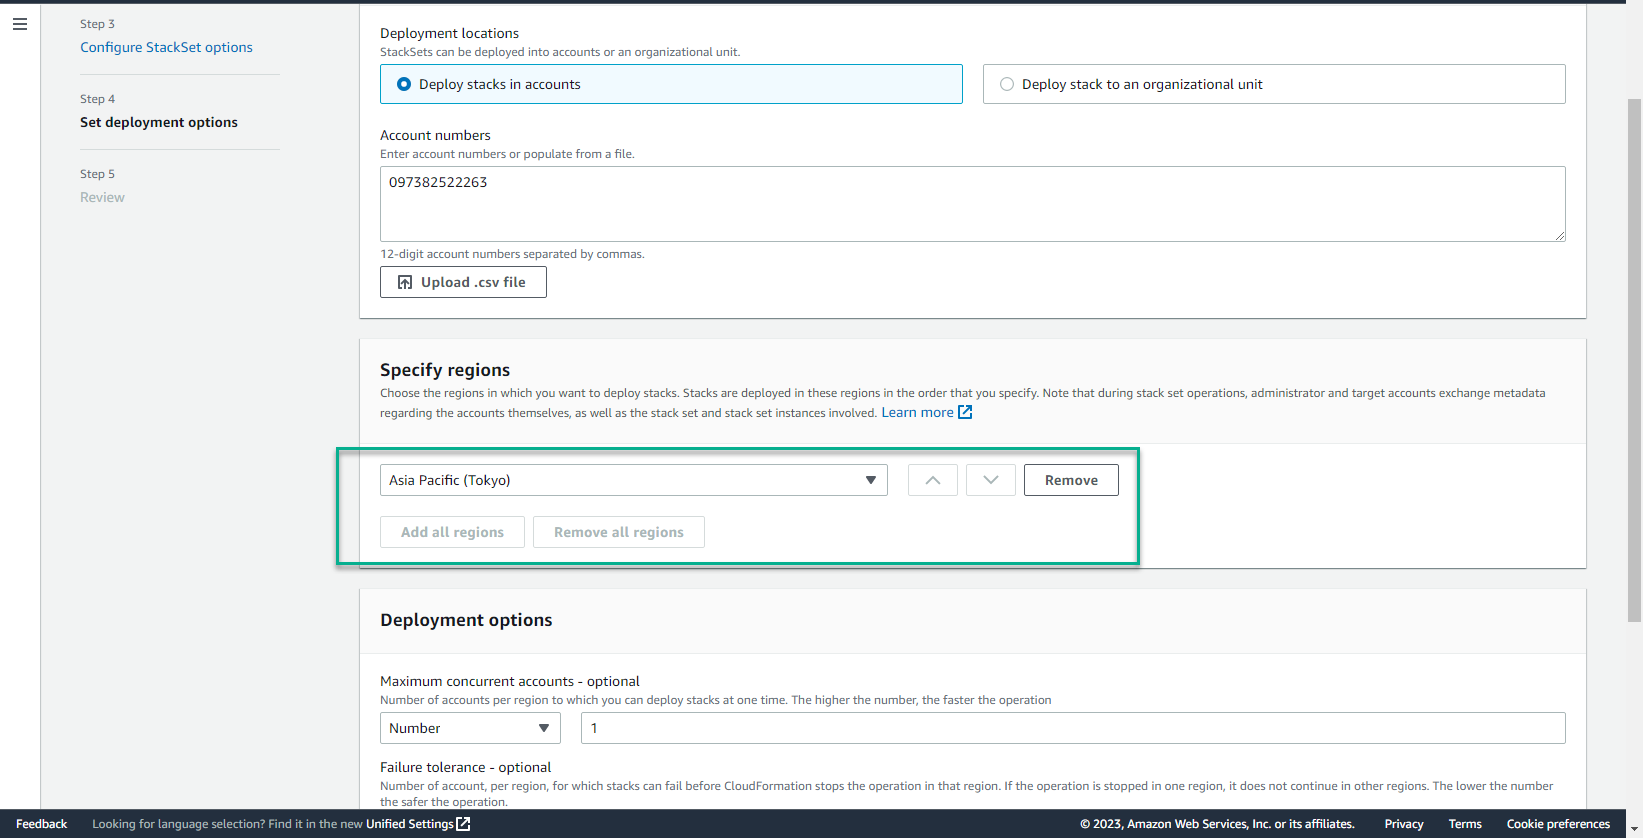 Step 3
Configure StackSet options
Step 4
Set deployment options
Step 5
Review
Deployment locations
StackSets can be deployed into accounts or an organizational unit.
Deploy stacks in accounts
Deploy stack to an organizational unit
Account numbers
Enter account numbers or populate from a file.
097382522263
12-digit account numbers separated by commas.
Upload .csv file
Specify regions
Choose the regions in which you want to deploy stacks. Stacks are deployed in these regions in the order that you specify. Note that during stack set operations, administrator and target accounts exchange metadata
regarding the accounts themselves, as well as the stack set and stack set instances involved. Learn more
Asia Pacific (Tokyo)
Remove
Add all regions
Remove all regions
Deployment options
Maximum concurrent accounts - optional
Number of accounts per region to which you can deploy stacks at one time. The higher the number, the faster the operation
Number
1
Failure tolerance - optional
Number of account, per region, for which stacks can fail before CloudFormation stops the operation in that region. If the operation is stopped in one region, it does not continue in other regions. The lower the number
the safer the operation.
Feedback
Looking for language selection? Find it in the new Unified Settings
© 2023, Amazon Web Services, Inc. or its affiliates.
Privacy
Terms
Cookie preferences